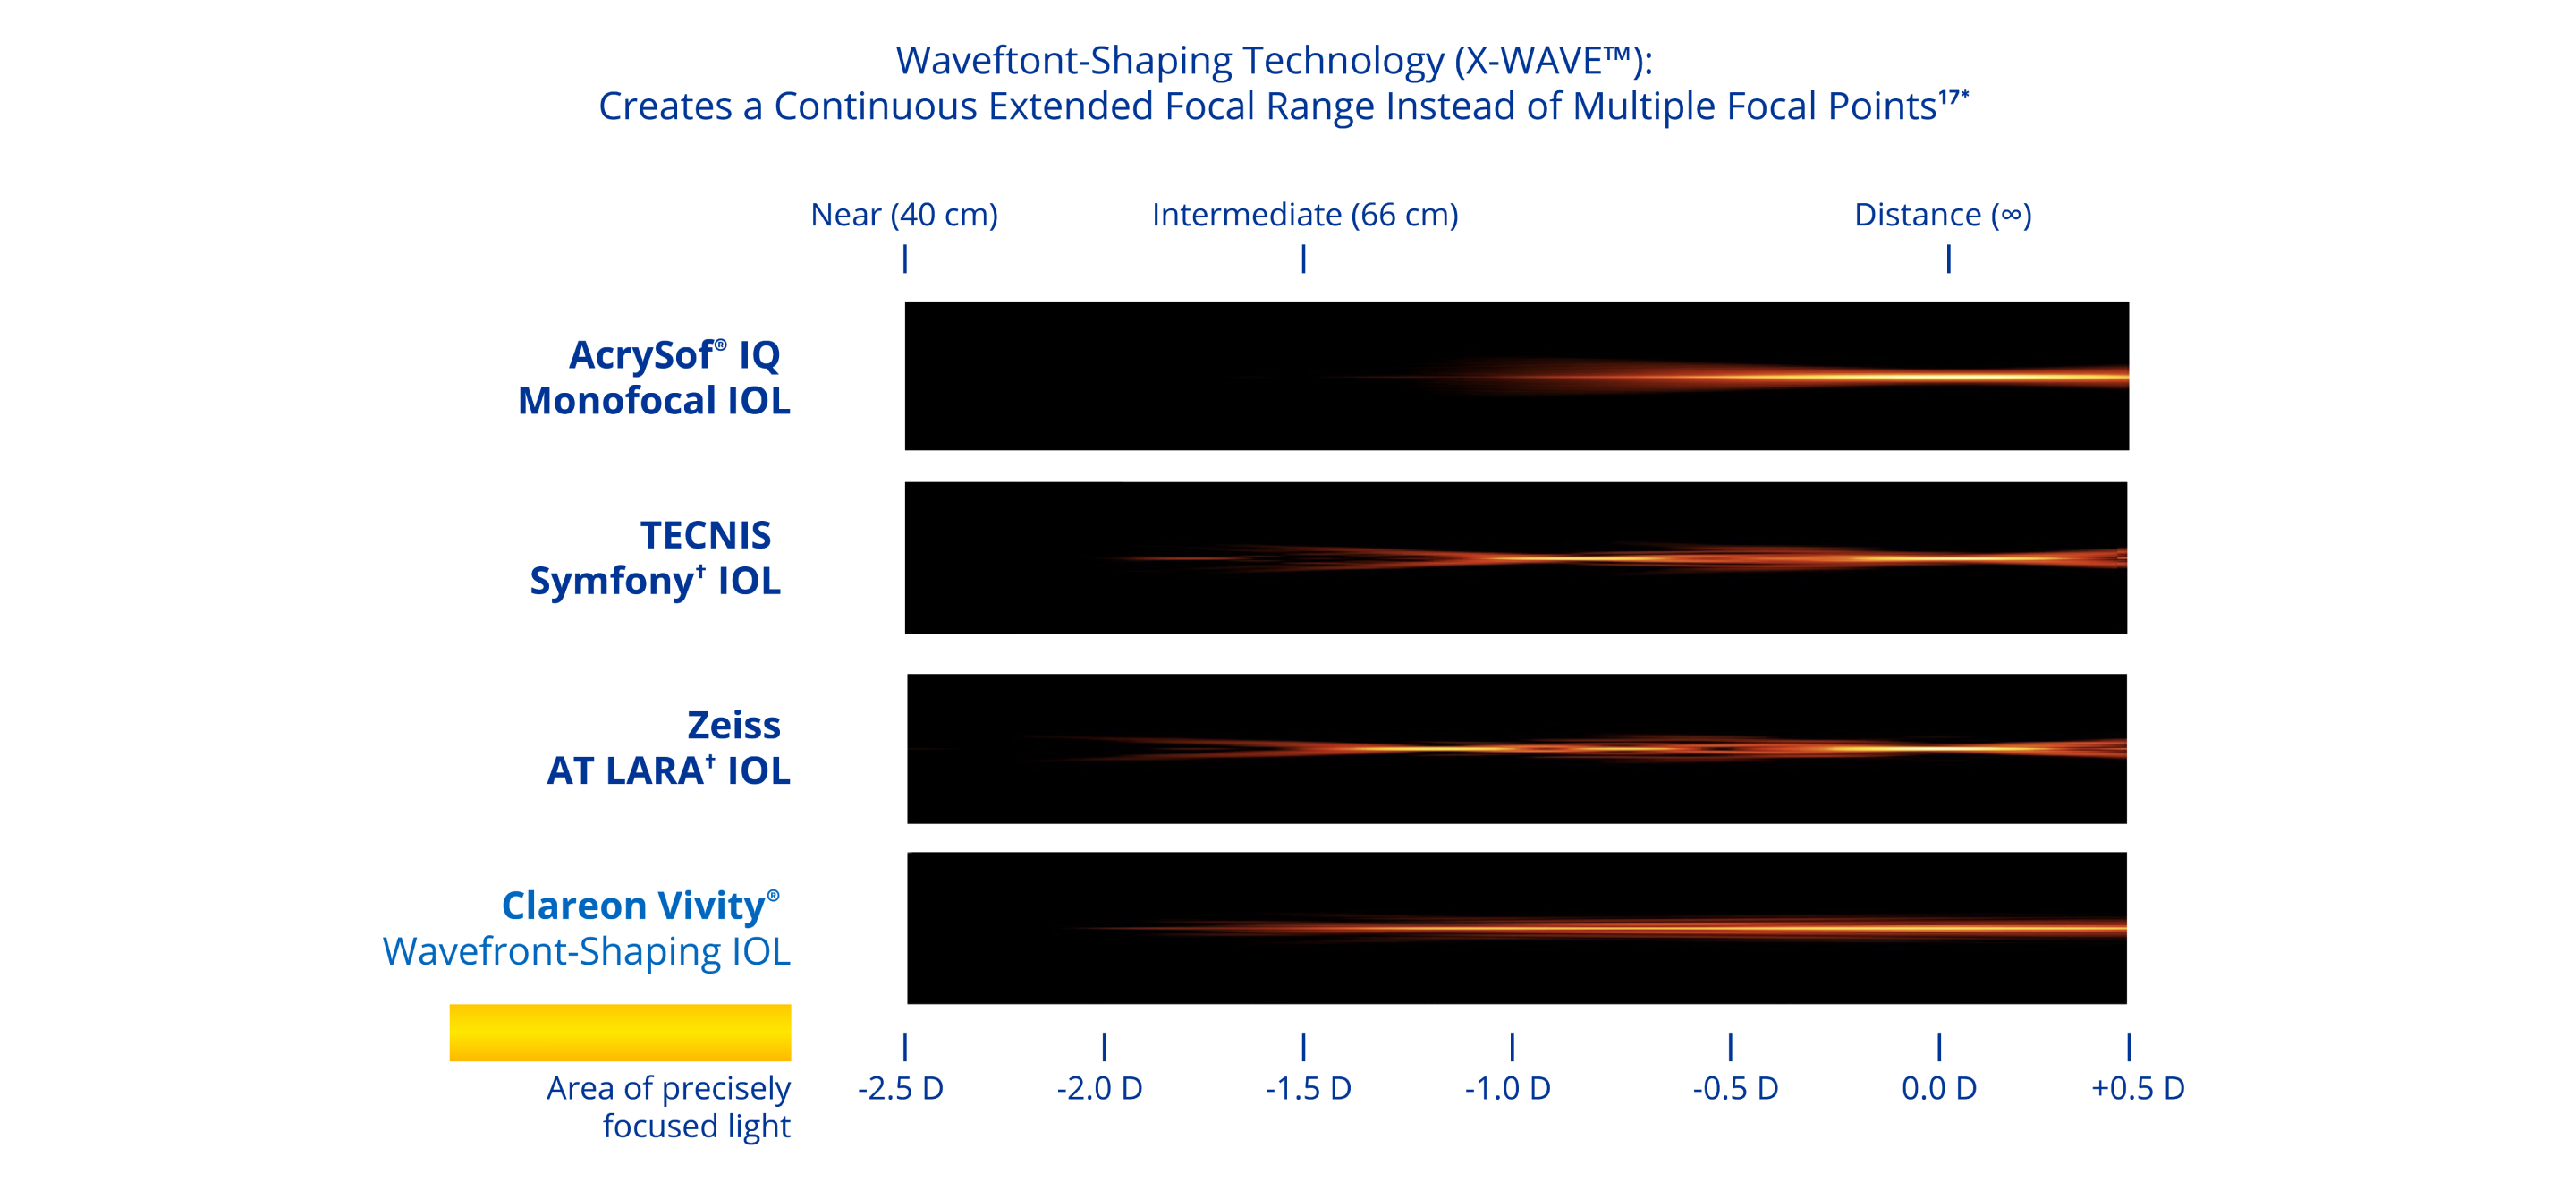 Waveftont-Shaping Technology (X-WAVE™):
Creates a Continuous Extended Focal Range Instead of Multiple Focal Points¹⁷*
Near (40 cm)
Intermediate (66 cm)
Distance (∞)
AcrySof® IQ
Monofocal IOL
TECNIS
Symfony† IOL
Zeiss
AT LARA† IOL
Clareon Vivity®
Wavefront-Shaping IOL
Area of precisely
focused light
-2.5 D
-2.0 D
-1.5 D
-1.0 D
-0.5 D
0.0 D
+0.5 D